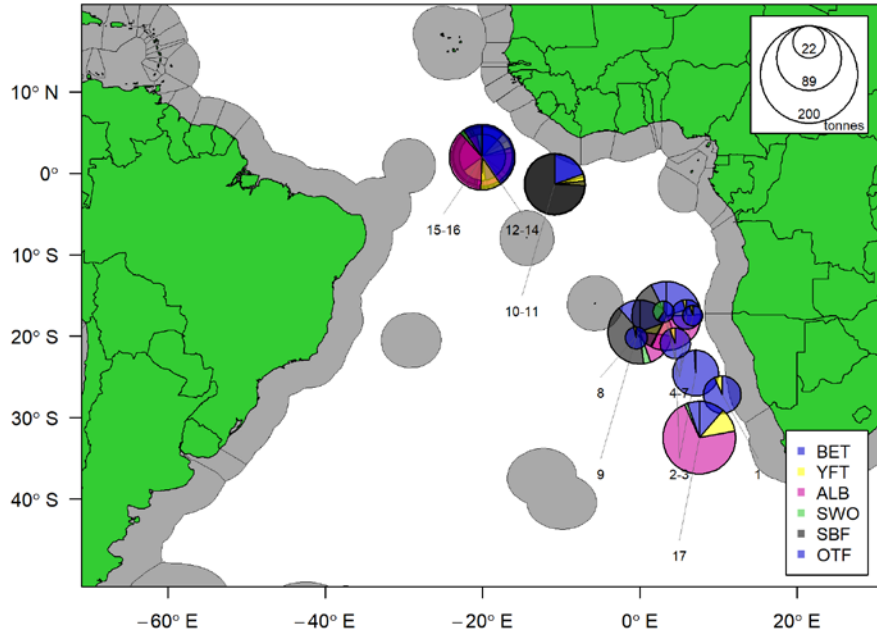 22
89
200
tonnes
10° N
0°
10° S
20° S
30° S
40° S
15-16
12-14
10-11
8
4-7
9
2-3
1
17
BET
YFT
ALB
SWO
SBF
OTF
−60° E
−40° E
−20° E
0° E
20° E